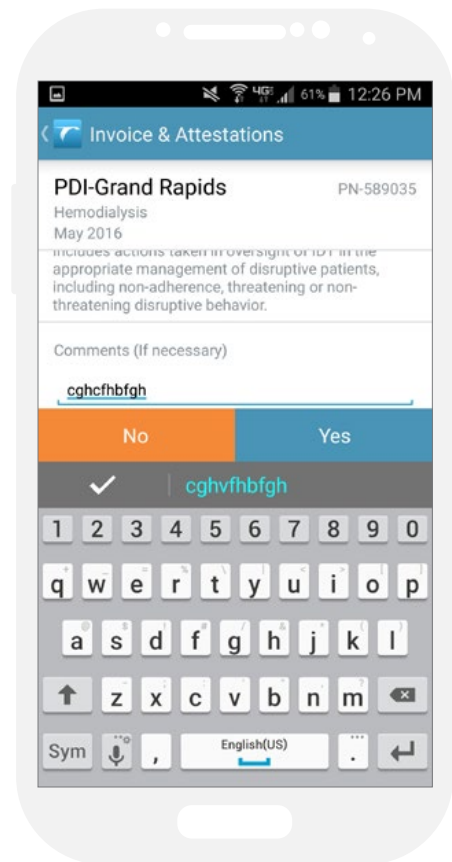 4G 61% 12:26 PM
Invoice & Attestations
PDI-Grand Rapids PN-589035
Hemodialysis
May 2016
includes actions taken in oversight of IDT in the
appropriate management of disruptive patients,
including non-adherence, threatening or non-
threatening disruptive behavior.
Comments (If necessary)
cghcfhbfgh
No Yes
cghvfhbfgh
1 2 3 4 5 6 7 8 9 0
q w e r t y u i o p
a s d f g h j k l
z x c v b n m
Sym , English(US) .